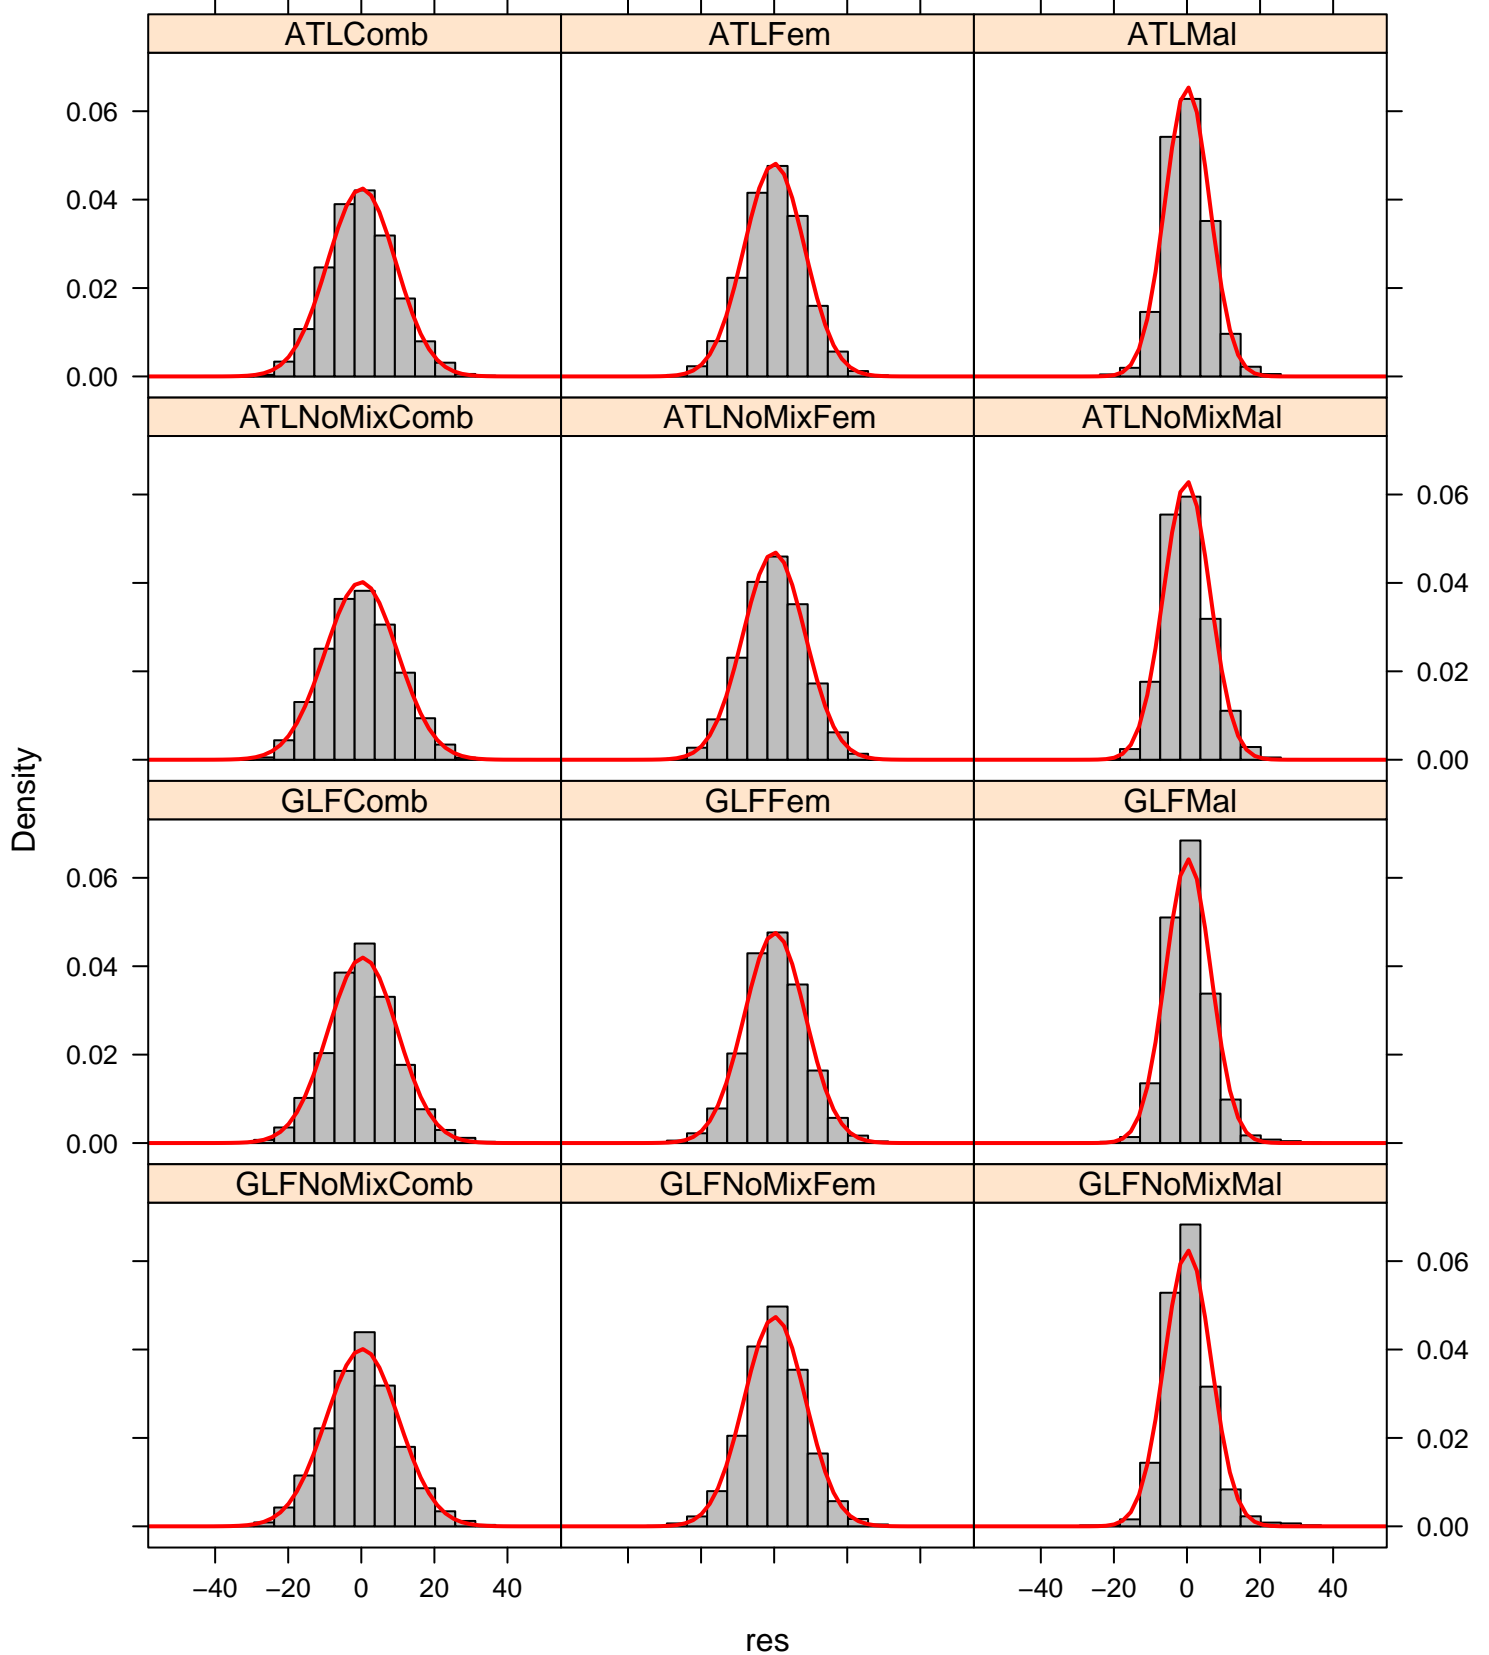 ATLComb ATLFem ATLMal
0.06
0.04
0.02
0.00
ATLNoMixComb ATLNoMixFem ATLNoMixMal
0.06
0.04
0.02
0.00
GLFComb GLFFem GLFMal
0.06
0.04
0.02
0.00
GLFNoMixComb GLFNoMixFem GLFNoMixMal
0.06
0.04
0.02
0.00
Density
−40 −20 0 20 40 −40 −20 0 20 40
res